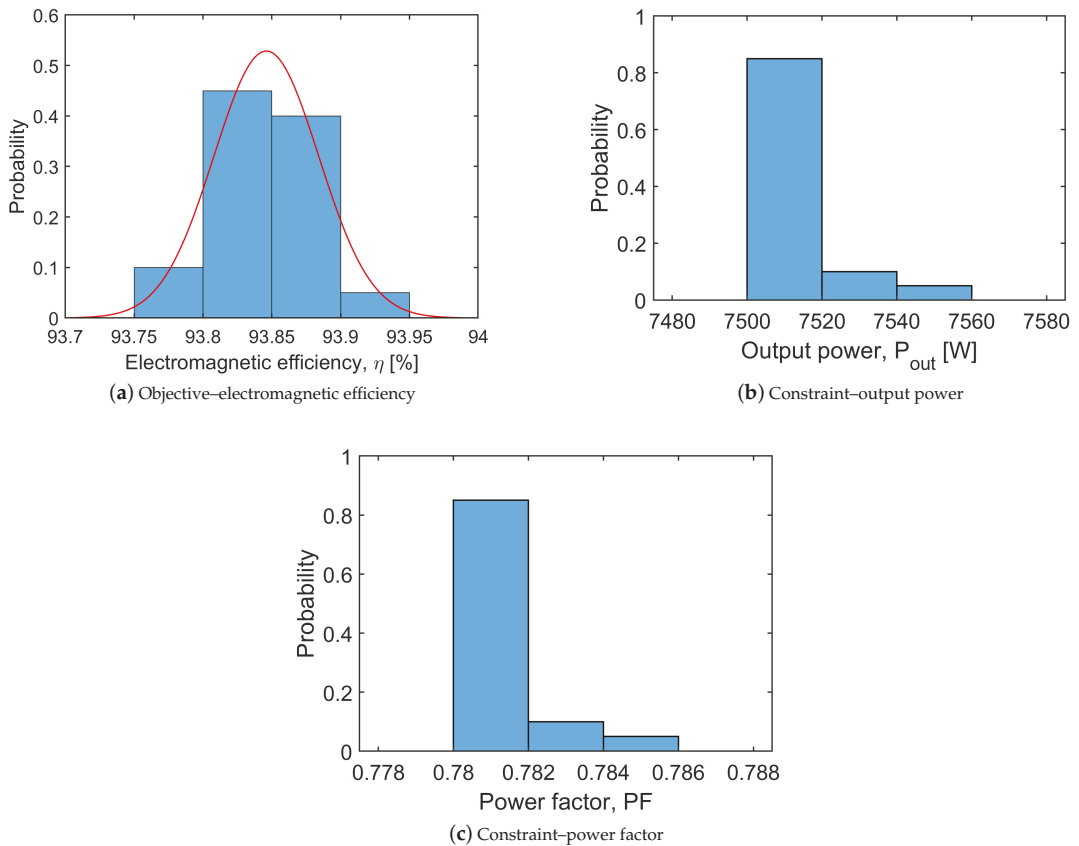 0.6
0.5
0.4
0.3
0.2
0.1
0
Probability
93.7 93.75 93.8 93.85 93.9 93.95 94
Electromagnetic efficiency, η [%]
(a) Objective–electromagnetic efficiency
1
0.8
0.6
0.4
0.2
0
Probability
7480 7500 7520 7540 7560 7580
Output power, P_out [W]
(b) Constraint–output power
1
0.8
0.6
0.4
0.2
0
Probability
0.778 0.78 0.782 0.784 0.786 0.788
Power factor, PF
(c) Constraint–power factor